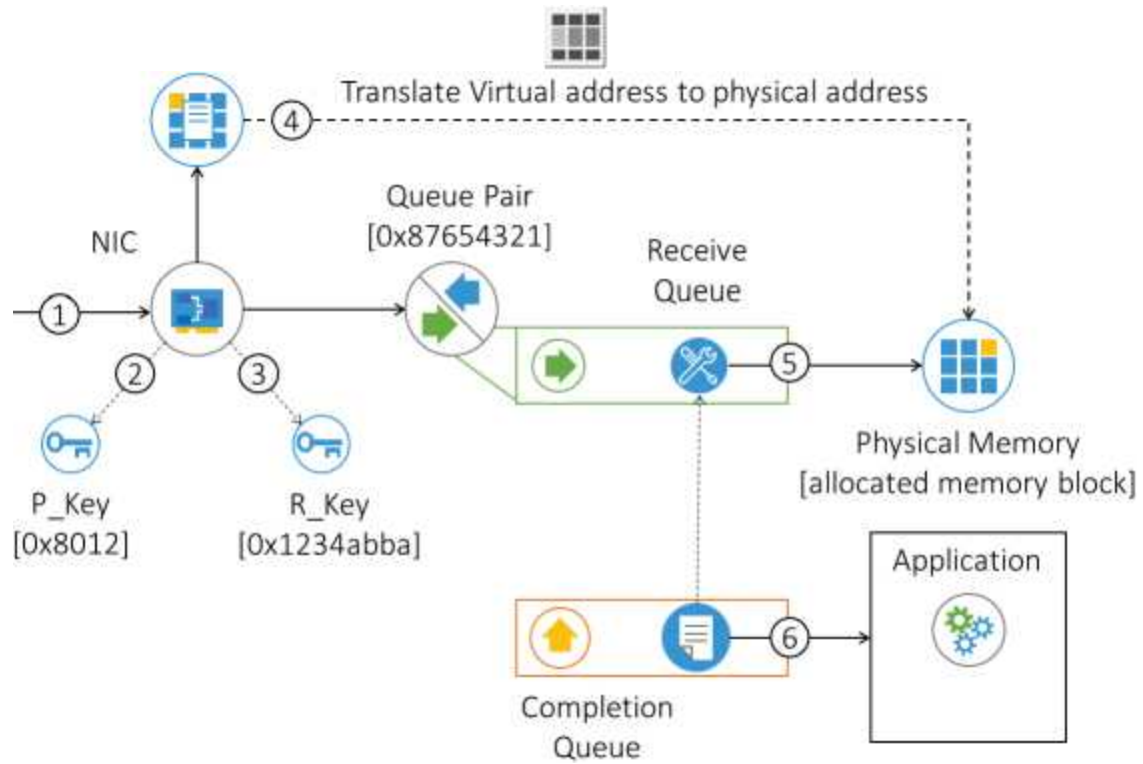 Translate Virtual address to physical address
4
Queue Pair
[0x87654321]
NIC
Receive
Queue
1
2
3
5
P_Key
[0x8012]
R_Key
[0x1234abba]
Physical Memory
[allocated memory block]
Application
6
Completion
Queue